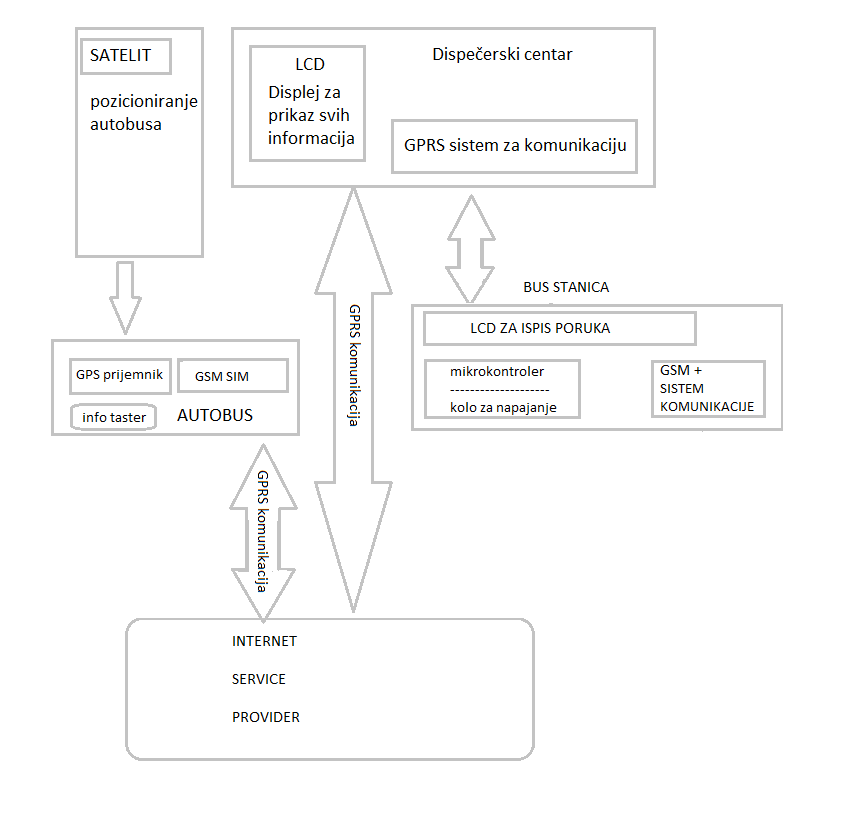 SATELIT
pozicioniranje
autobusa
Dispečerski centar
LCD
Displej za
prikaz svih
informacija
GPRS sistem za komunikaciju
BUS STANICA
LCD ZA ISPIS PORUKA
mikrokontroler
--------------------
kolo za napajanje
GSM +
SISTEM
KOMUNIKACIJE
GPS prijemnik
GSM SIM
info taster
AUTOBUS
GPRS komunikacija
GPRS komunikacija
INTERNET
SERVICE
PROVIDER